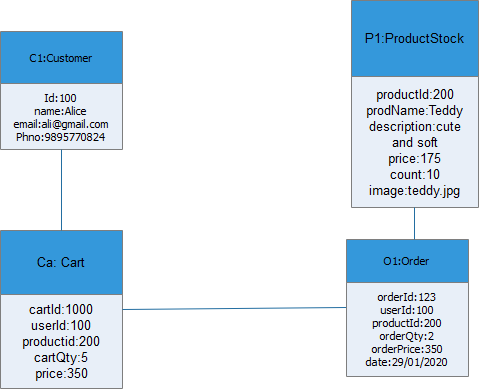 C1:Customer
Id:100
name:Alice
email:ali@gmail.com
Phno:9895770824
P1:ProductStock
productId:200
prodName:Teddy
description:cute
and soft
price:175
count:10
image:teddy.jpg
Ca: Cart
cartId:1000
userId:100
productid:200
cartQty:5
price:350
O1:Order
orderId:123
userId:100
productId:200
orderQty:2
orderPrice:350
date:29/01/2020